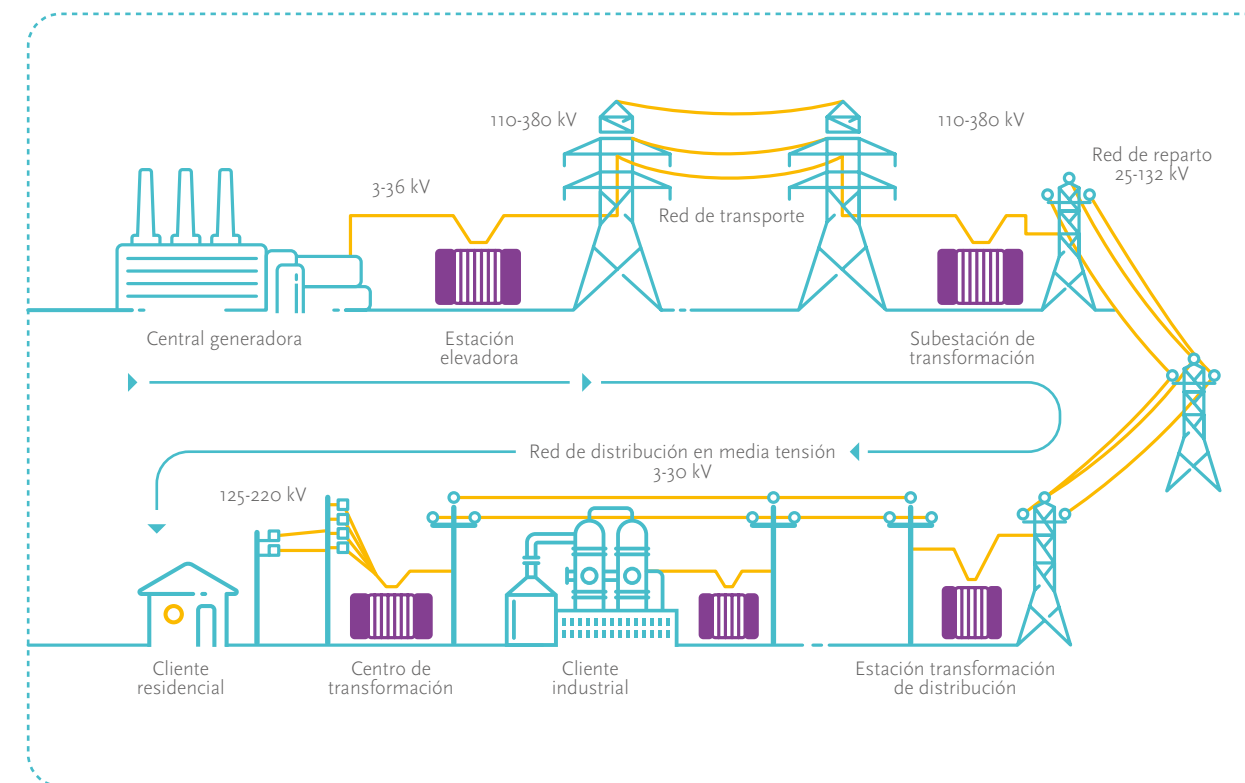 110-380 kV
110-380 kV
Red de reparto
25-132 kV
3-36 kV
Red de transporte
Central generadora
Estación
elevadora
Subestación de
transformación
Red de distribución en media tensión
3-30 kV
125-220 kV
Cliente
residencial
Centro de
transformación
Cliente
industrial
Estación transformación
de distribución